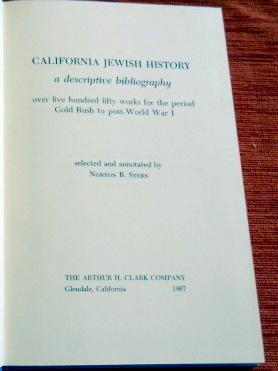 CALIFORNIA JEWISH HISTORY
a descriptive bibliography
over five hundred fifty works for the period
Gold Rush to post-World War I
selected and annotated by
NORTON B. STERN
THE ARTHUR H. CLARK COMPANY
Glendale, California 1967